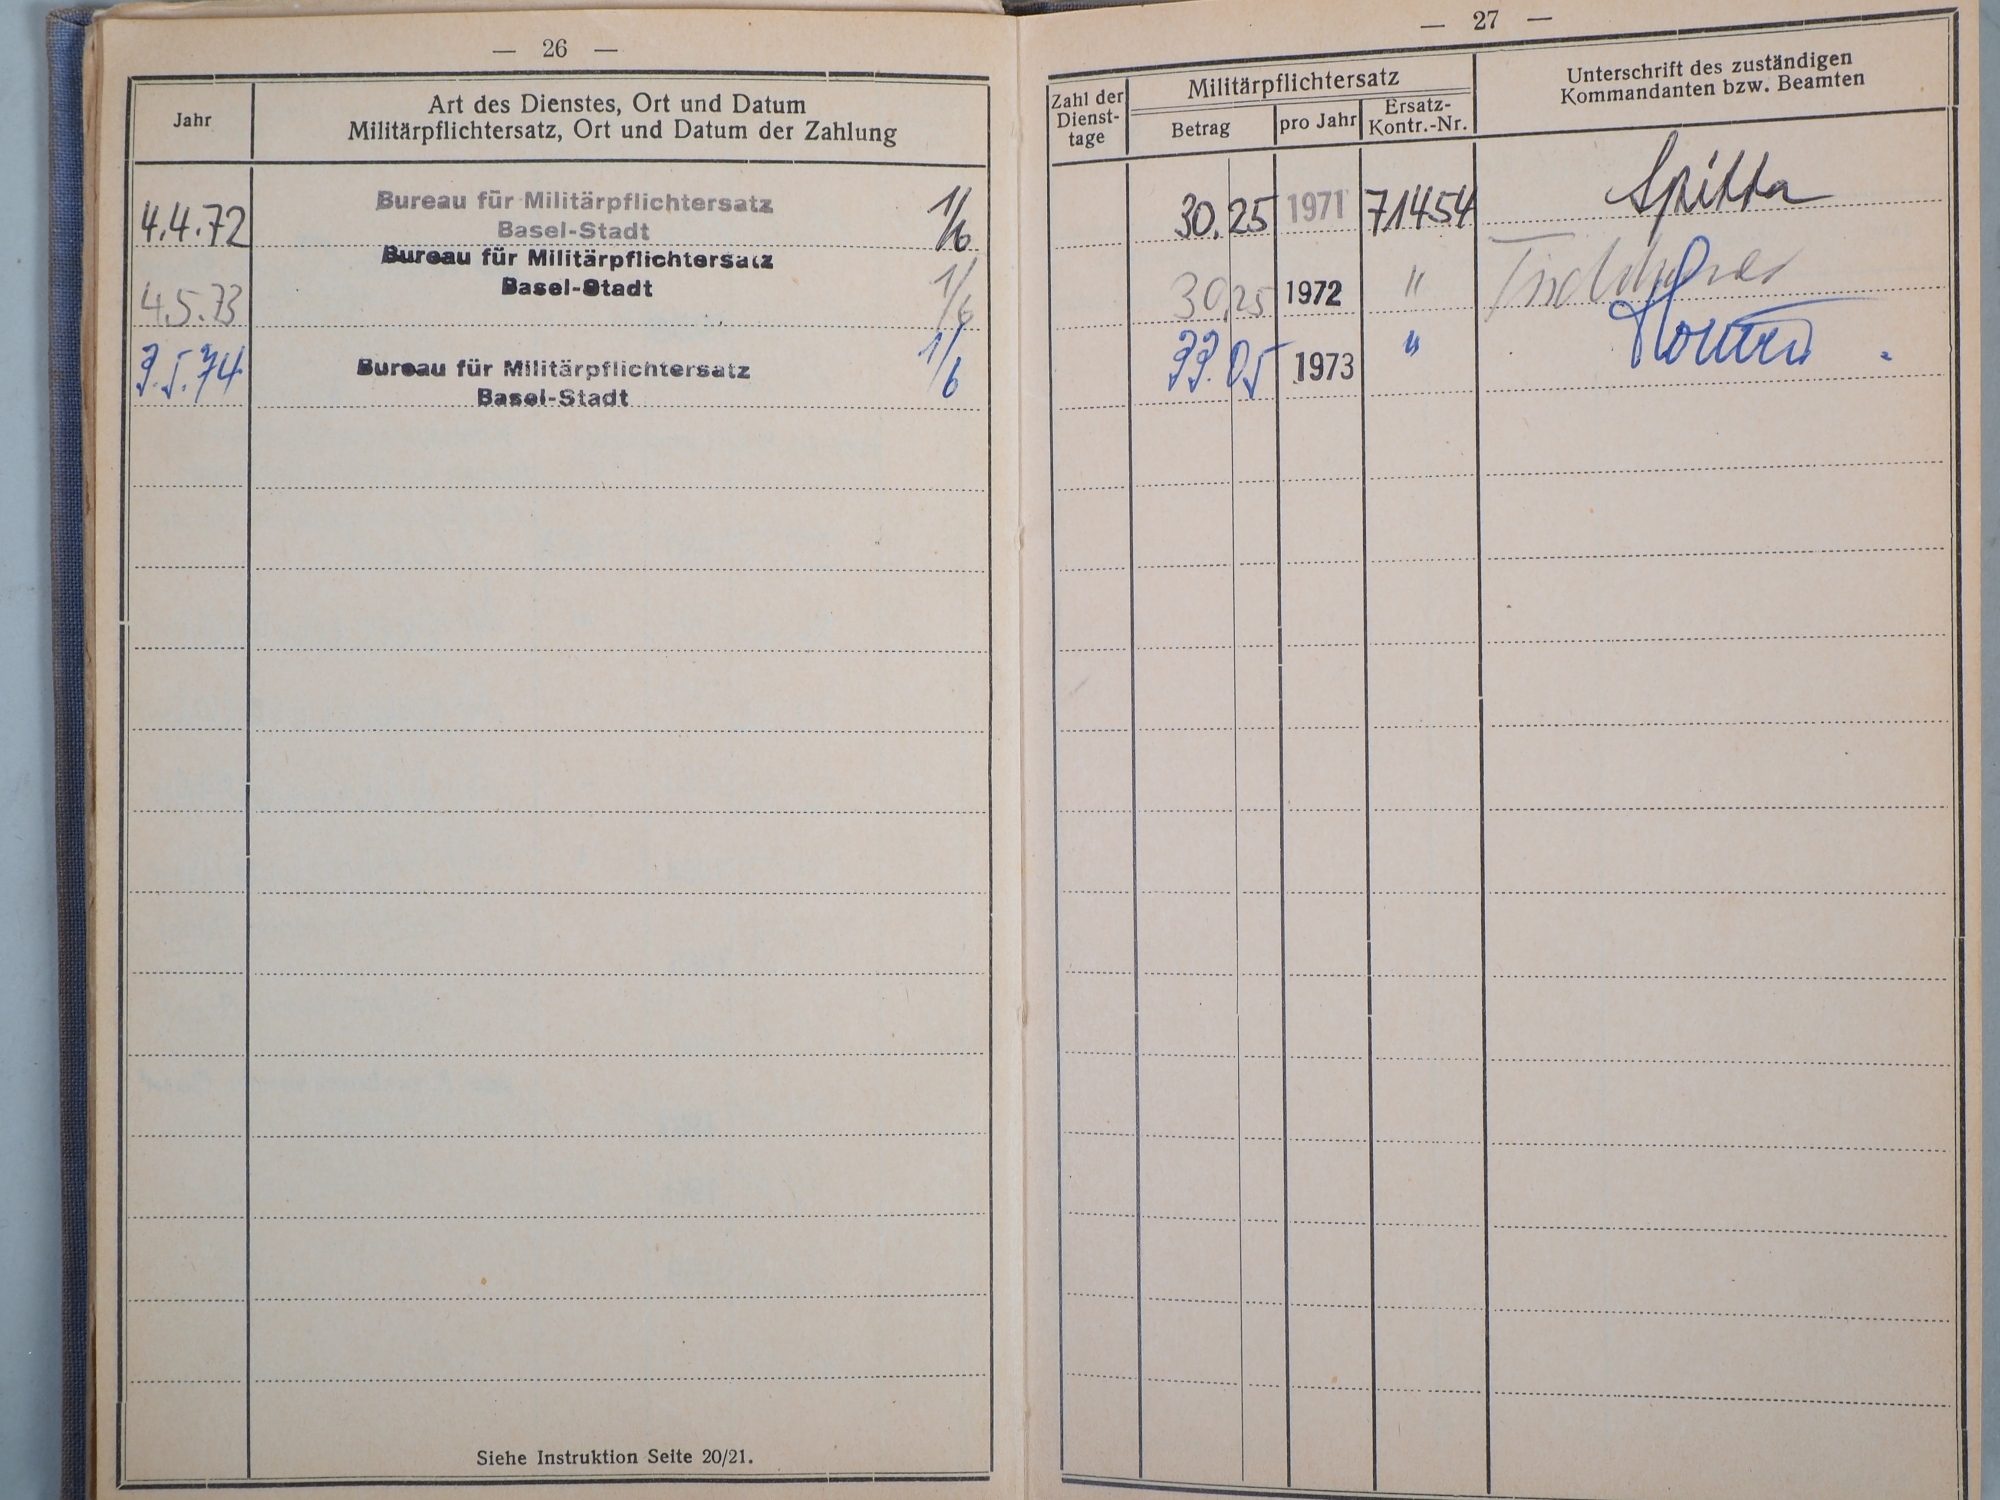 — 26 —
Jahr
Art des Dienstes, Ort und Datum
Militärpflichtersatz, Ort und Datum der Zahlung
4.4.72
Bureau für Militärpflichtersatz
Basel-Stadt
1/6
4.5.73
Bureau für Militärpflichtersatz
Basel-Stadt
1/6
Bureau für Militärpflichtersatz
Basel-Stadt
1/6
Siehe Instruktion Seite 20/21.
— 27 —
Zahl der
Dienst-
tage
Militärpflichtersatz
Betrag
pro Jahr
Ersatz-
Kontr.-Nr.
Unterschrift des zuständigen
Kommandanten bzw. Beamten
30.25 1971 71454 Spitta
30,25 1972 "
1973 "